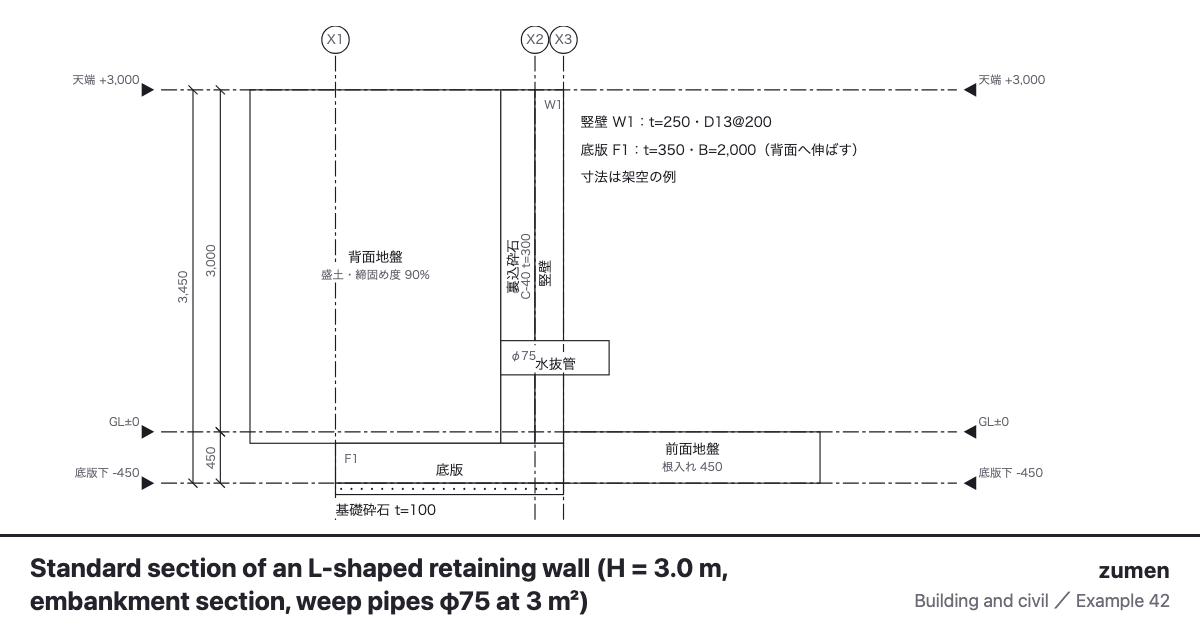 X1 X2 X3
天端 +3,000
天端 +3,000
W1
竪壁 W1：t=250・D13@200
底版 F1：t=350・B=2,000（背面へ伸ばす）
寸法は架空の例
背面地盤
盛土・締固め度 90%
裏込砕石
C-40 t=300
竪壁
3,450
3,000
φ75
水抜管
GL±0
GL±0
450
前面地盤
根入れ 450
F1
底版
底版下 -450
底版下 -450
基礎砕石 t=100
Standard section of an L-shaped retaining wall (H = 3.0 m,
embankment section, weep pipes φ75 at 3 m²)
zumen
Building and civil ／ Example 42